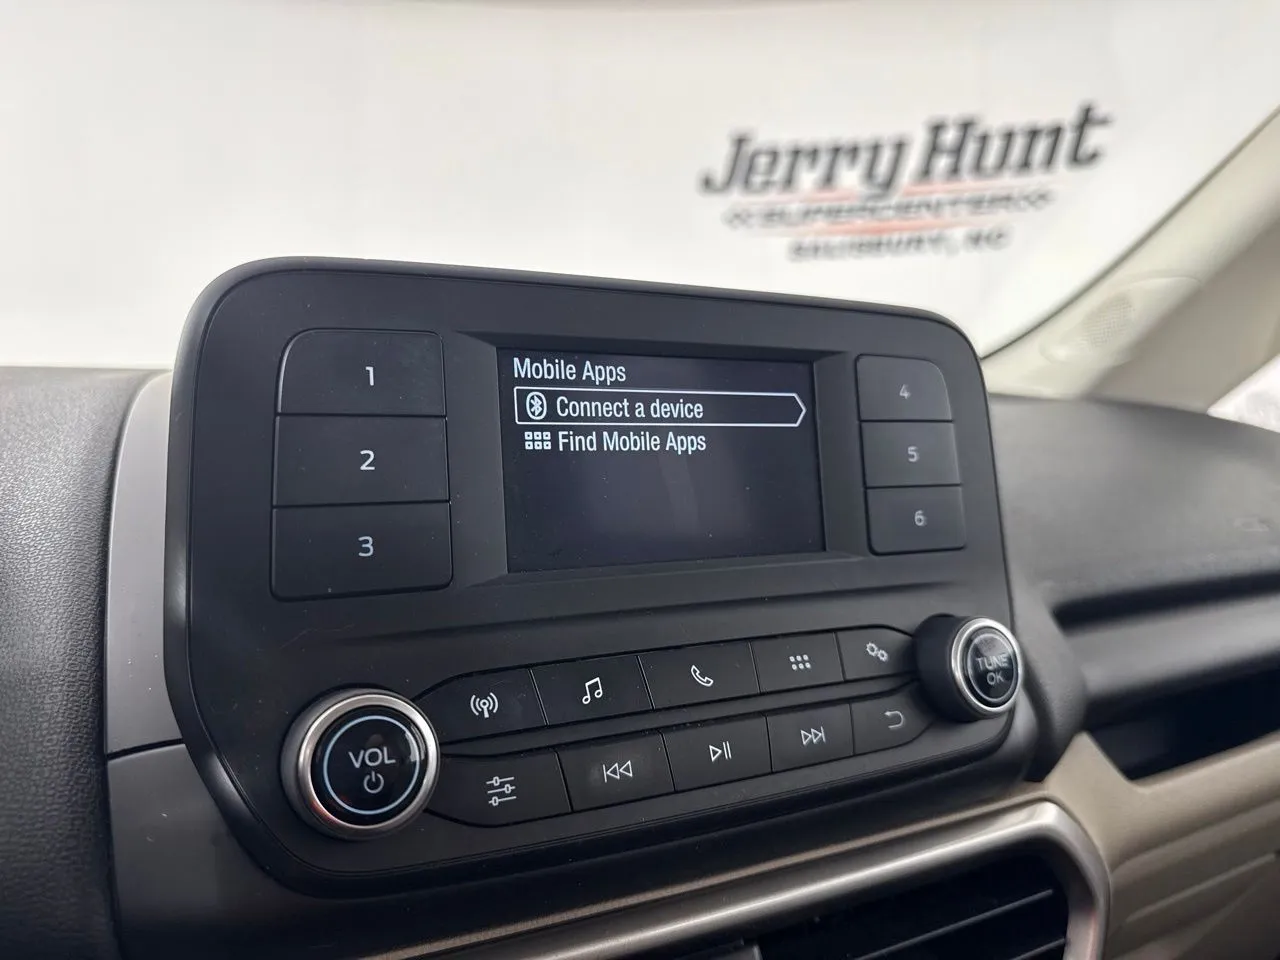 Jerry Hunt
SUPERCENTER
SALISBURY, NC
Mobile Apps
Connect a device
Find Mobile Apps
1
2
3
4
5
6
VOL
TUNE
OK